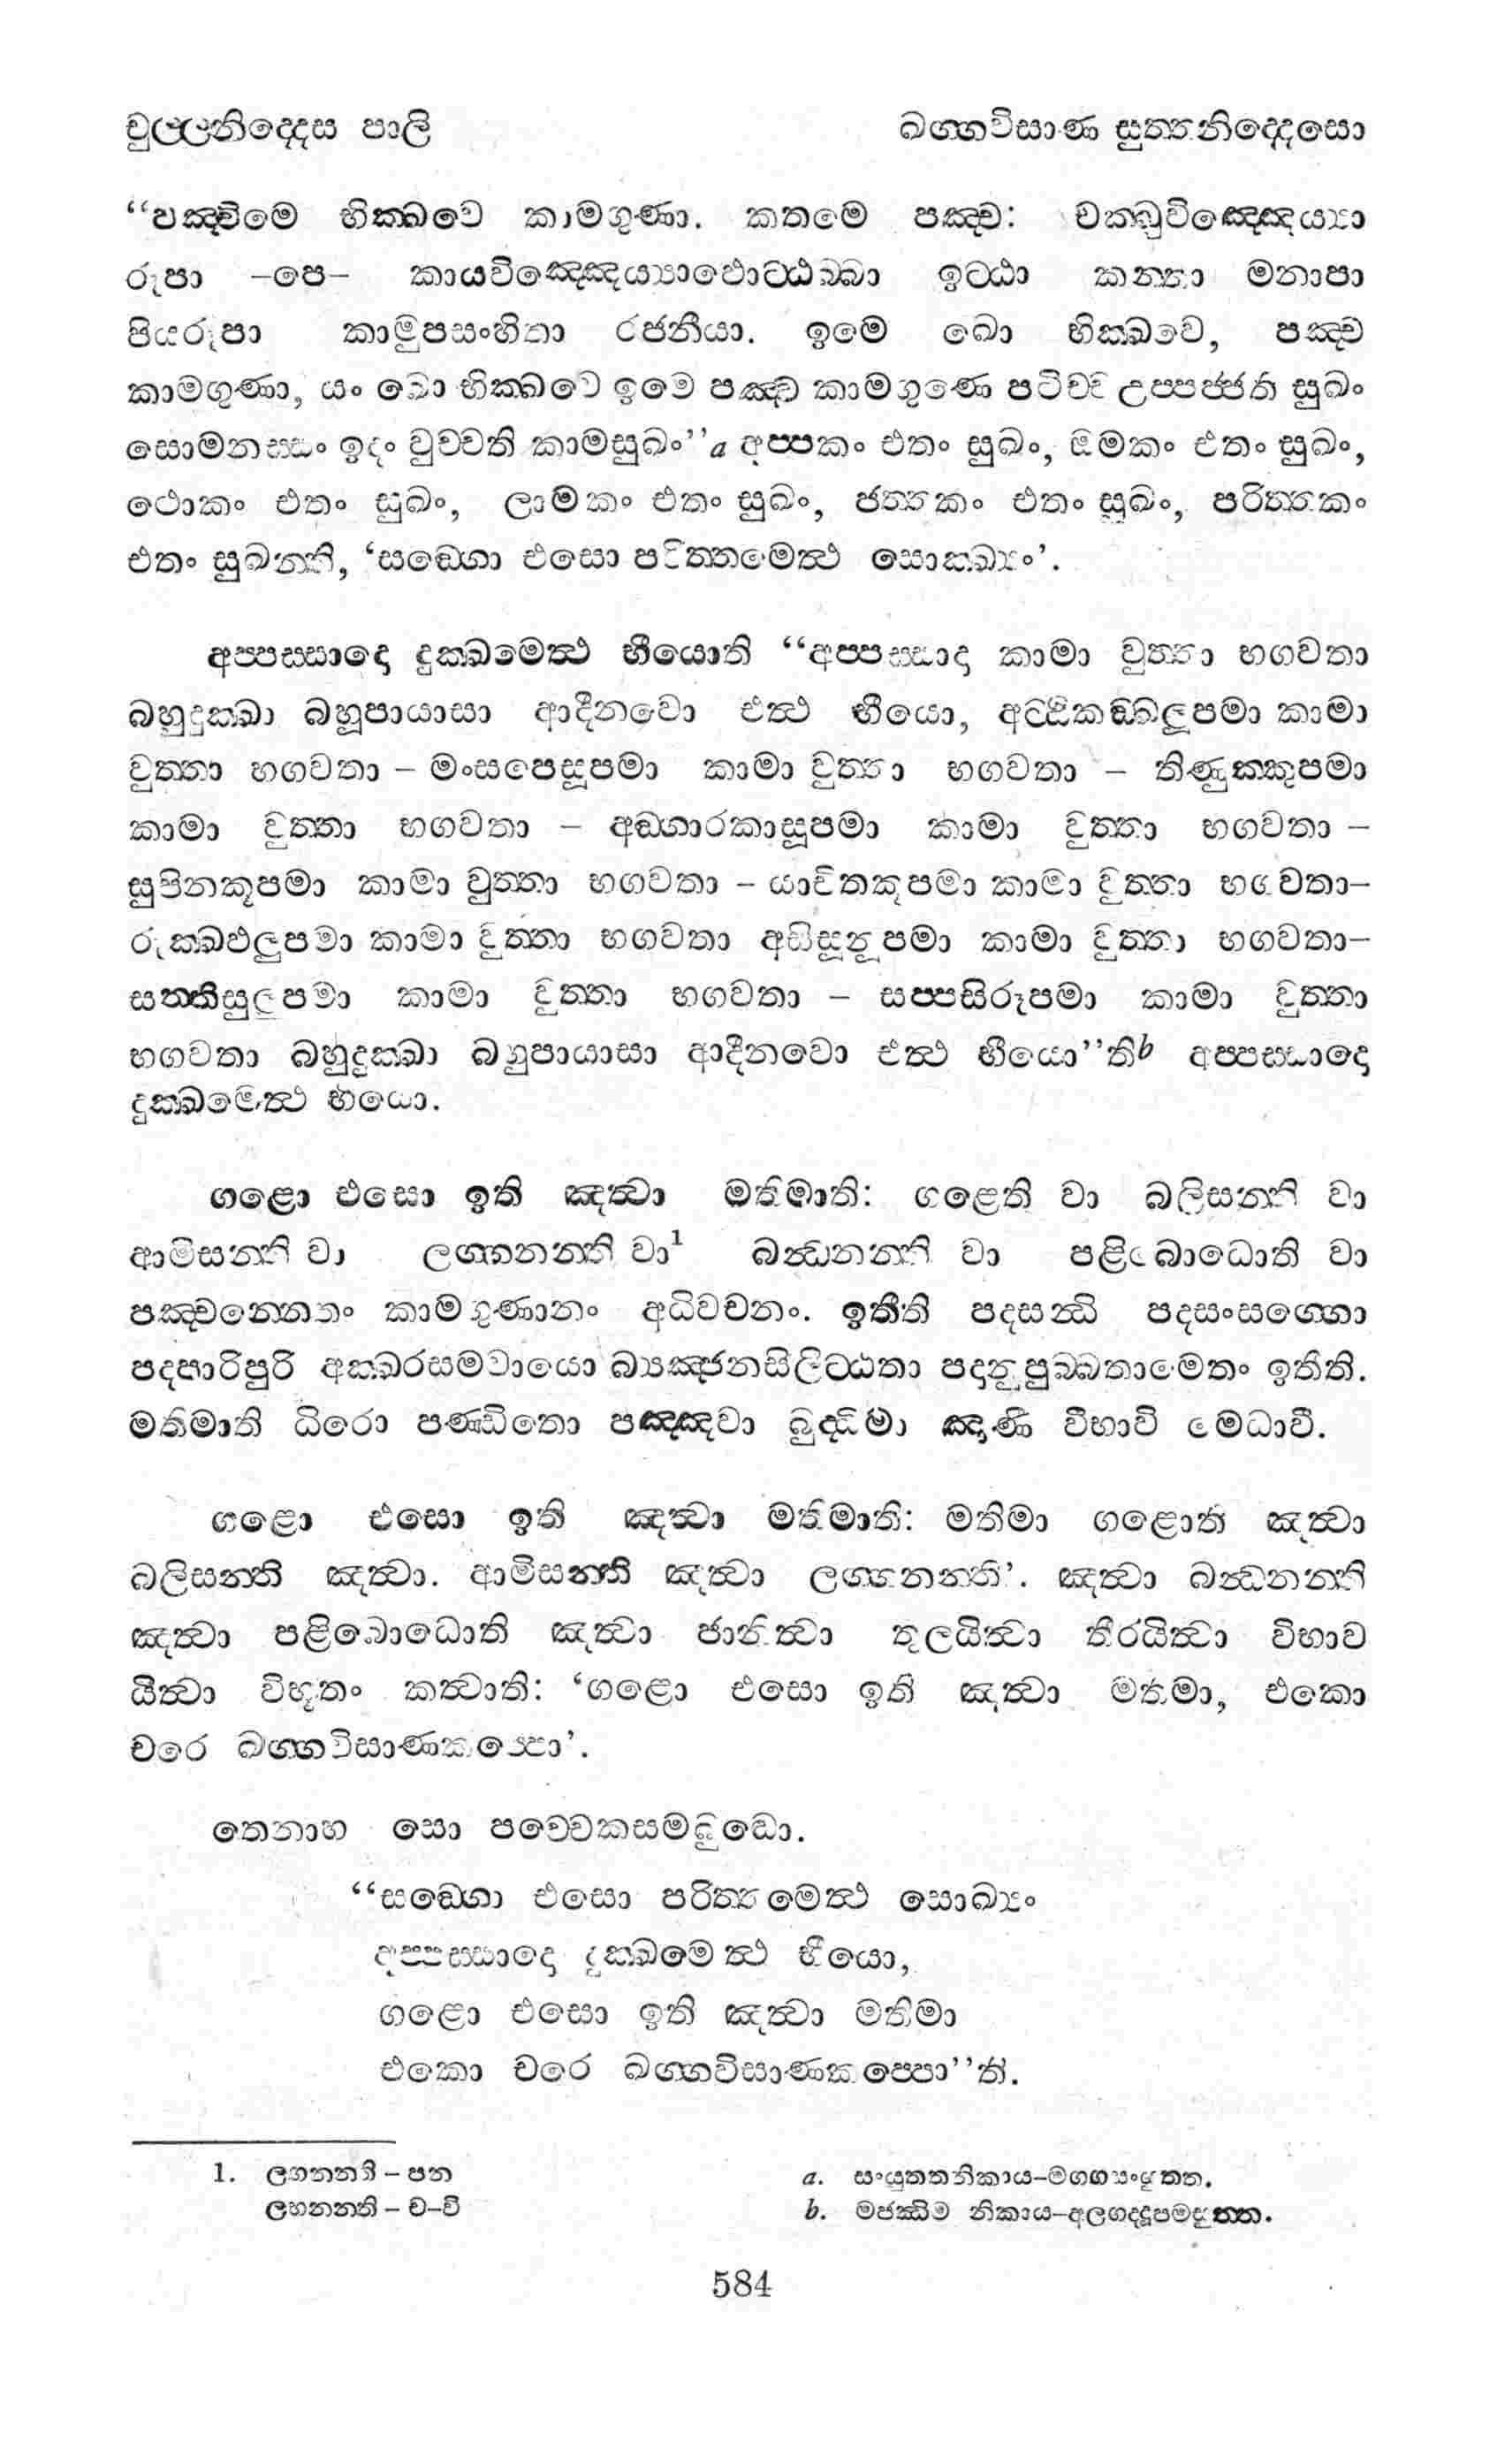 චුල්ලනිද්දෙස පාලි ඛග්ගවිසාණ සුත්තනිද්දෙසො
“පඤ්චිමෙ භික්ඛවෙ කාමගුණා. කතමෙ පඤ්ච: චක්ඛුවිඤ්ඤෙය්‍යා
රූපා –පෙ– කායවිඤ්ඤෙය්‍යාඵොට්ඨබ්බා ඉට්ඨා කන්තා මනාපා
පියරූපා කාමුපසංහිතා රජනීයා. ඉමෙ ඛො භික්ඛවෙ, පඤ්ච
කාමගුණා, යං ඛො භික්ඛවෙ ඉමෙ පඤ්ච කාමගුණෙ පටිච්ච උප්පජ්ජති සුඛං
සොමනස්සං ඉදං වුච්චති කාමසුඛං”a අප්පකං එතං සුඛං, ඔමකං එතං සුඛං,
ථොකං එතං සුඛං, ලාමකං එතං සුඛං, ජත්තකං එතං සුඛං, පරිත්තකං
එතං සුඛන්ති, ‘සඞ්ගො එසො පරිත්තමෙත්ථ සොක්ඛ්‍යං’.
අප්පස්සාදො දුක්ඛමෙත්ථ භීයොති “අප්පස්සාදා කාමා වුත්තා භගවතා
බහුදුක්ඛා බහූපායාසා ආදීනවො එත්ථ භීයො, අට්ඨිකඞ්ඛලූපමා කාමා
වුත්තා භගවතා – මංසපෙසූපමා කාමා වුත්තා භගවතා – තිණුක්කුපමා
කාමා වුත්තා භගවතා – අඞ්ගාරකාසූපමා කාමා වුත්තා භගවතා –
සුපිනකූපමා කාමා වුත්තා භගවතා – යාචිතකූපමා කාමා වුත්තා භගවතා–
රුක්ඛඵලුපමා කාමා වුත්තා භගවතා අසිසූනූපමා කාමා වුත්තා භගවතා–
සත්තිසුලුපමා කාමා වුත්තා භගවතා – සප්පසිරූපමා කාමා වුත්තා
භගවතා බහුදුක්ඛා බහුපායාසා ආදීනවො එත්ථ භීයො”තිb අප්පස්සාදො
දුක්ඛමෙත්ථ භීයො.
ගළො එසො ඉති ඤත්වා මතිමාති: ගළෙති වා බලිසන්ති වා
ආමිසන්ති වා ලග්ගනන්ති වා1 බන්ධනන්ති වා පළිබොධොති වා
පඤ්චන්නෙතං කාමගුණානං අධිවචනං. ඉතීති පදසන්ධි පදසංසග්ගො
පදපාරිපුරි අක්ඛරසමවායො බ්‍යඤ්ජනසිලිට්ඨතා පදානුපුබ්බතාමෙතං ඉතීති.
මතිමාති ධිරො පණ්ඩිතො පඤ්ඤවා බුද්ධිමා ඤාණී විභාවි මෙධාවී.
ගළො එසො ඉති ඤත්වා මතිමාති: මතිමා ගළොති ඤත්වා
බලිසන්ති ඤත්වා. ආමිසන්ති ඤත්වා ලග්ගනන්ති’. ඤත්වා බන්ධනන්ති
ඤත්වා පළිබොධොති ඤත්වා ජානිත්වා තුලයිත්වා තීරයිත්වා විභාව
යිත්වා විභූතං කත්වාති: ‘ගළො එසො ඉති ඤත්වා මතිමා, එකො
චරෙ ඛග්ගවිසාණකප්පො’.
තෙනාහ සො පච්චෙකසම්බුද්ධො.
“සඞ්ගො එසො පරිත්තමෙත්ථ සොඛ්‍යං
අප්පස්සාදො දුක්ඛමෙත්ථ භීයො,
ගළො එසො ඉති ඤත්වා මතිමා
එකො චරෙ ඛග්ගවිසාණකප්පො”ති.
1. ලගනන්ති – පන
ලභනන්ති – ච–වි
a. සංයුත්තනිකාය–මග්ගසංයුත්ත.
b. මජ්ඣිම නිකාය–අලගද්දූපමසුත්ත.
584